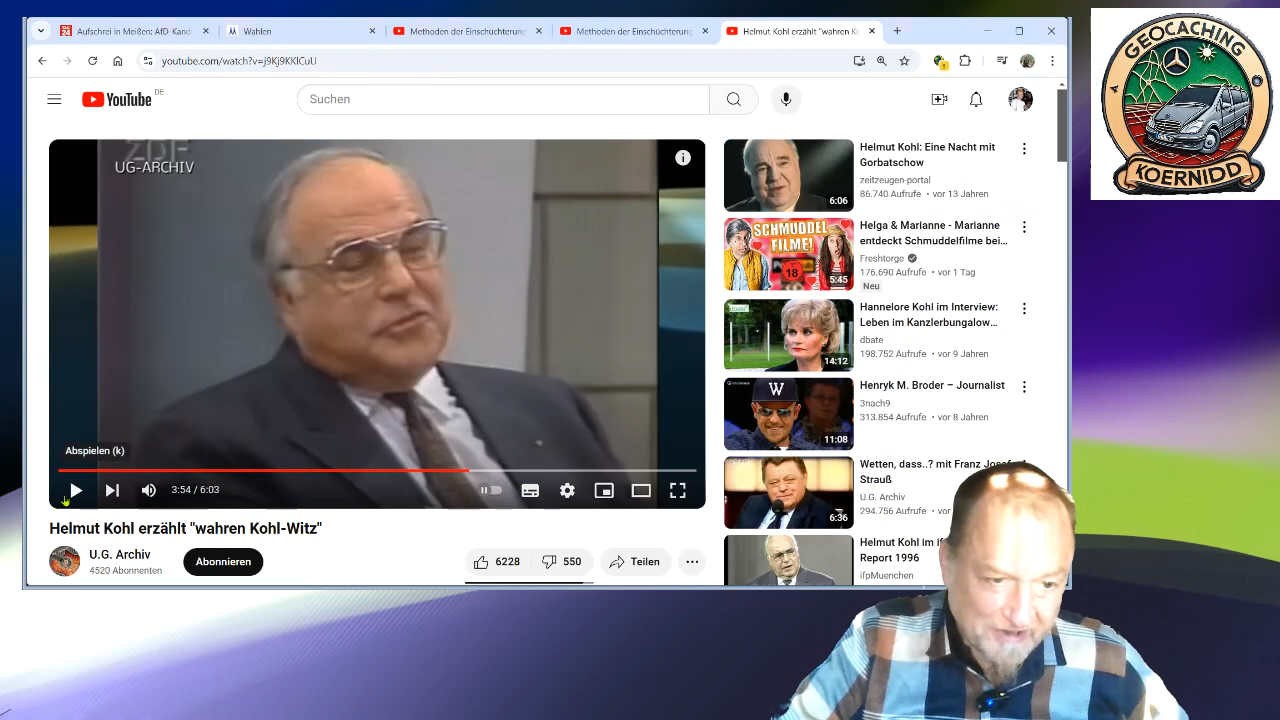 Aufschrei in Meißen: AfD-Kandi
Wahlen
Methoden der Einschüchterung
Methoden der Einschüchterung
Helmut Kohl erzählt "wahren Ko
youtube.com/watch?v=j9Kj9KKlCuU
YouTube DE
Suchen
GEOCACHING
KOERNIDD
ZDF
UG-ARCHIV
Abspielen (k)
3:54 / 6:03
Helmut Kohl erzählt "wahren Kohl-Witz"
U.G. Archiv
4520 Abonnenten
Abonnieren
6228
550
Teilen
6:06
Helmut Kohl: Eine Nacht mit
Gorbatschow
zeitzeugen-portal
86.740 Aufrufe • vor 13 Jahren
SCHMUDDEL
FILME!
18
5:45
Helga & Marianne - Marianne
entdeckt Schmuddelfilme bei...
Freshtorge
176.690 Aufrufe • vor 1 Tag
Neu
14:12
Hannelore Kohl im Interview:
Leben im Kanzlerbungalow...
dbate
198.752 Aufrufe • vor 9 Jahren
W
11:08
Henryk M. Broder – Journalist
3nach9
313.854 Aufrufe • vor 8 Jahren
6:36
Wetten, dass..? mit Franz Josef
Strauß
U.G. Archiv
294.756 Aufrufe • vor
Helmut Kohl im
Report 1996
ifpMuenchen